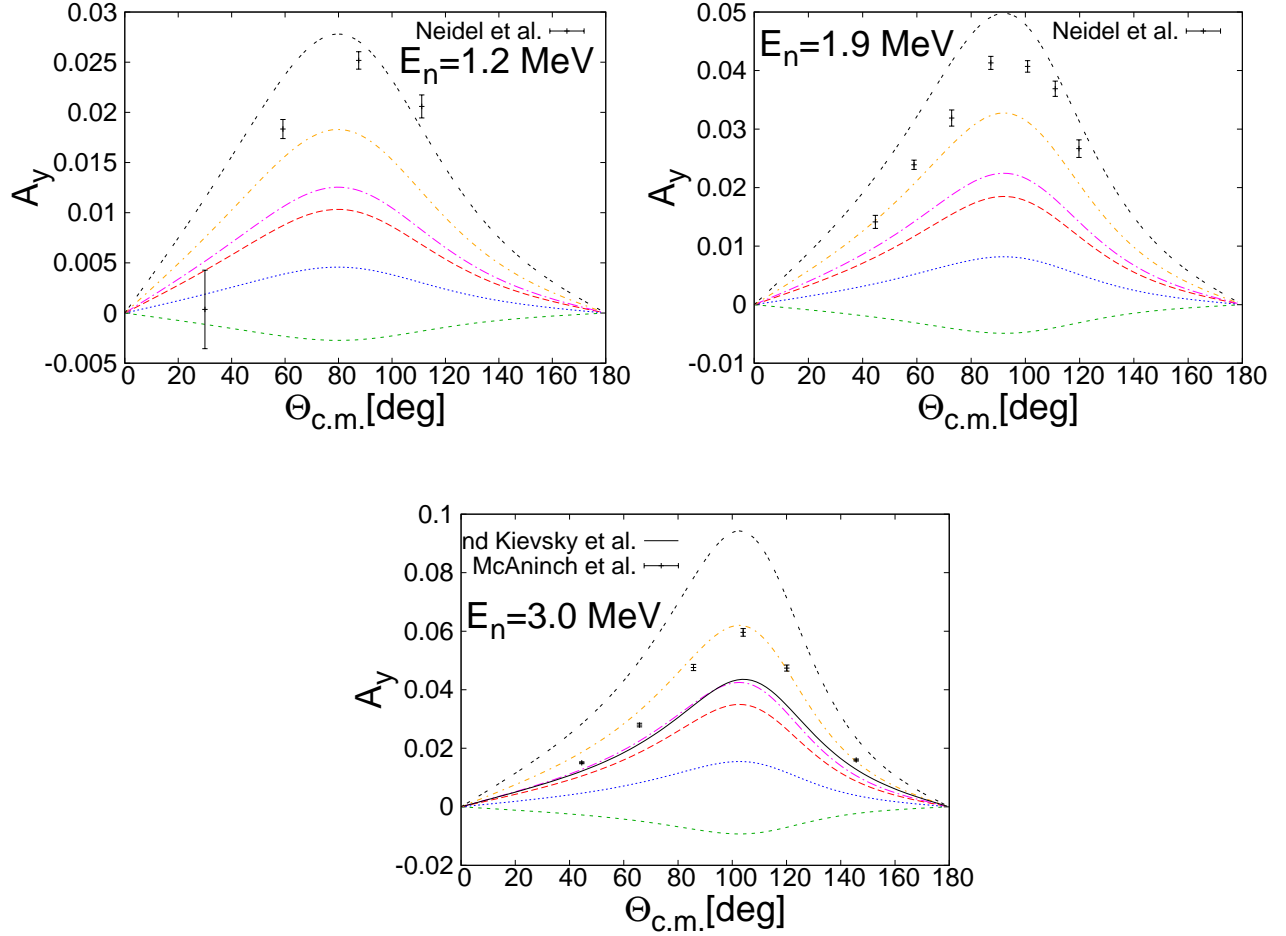 Neidel et al.
E_n=1.2 MeV
A_y
0.03
0.025
0.02
0.015
0.01
0.005
0
-0.005
0 20 40 60 80 100 120 140 160 180
Θ_c.m.[deg]
Neidel et al.
E_n=1.9 MeV
A_y
0.05
0.04
0.03
0.02
0.01
0
-0.01
0 20 40 60 80 100 120 140 160 180
Θ_c.m.[deg]
nd Kievsky et al.
McAninch et al.
E_n=3.0 MeV
A_y
0.1
0.08
0.06
0.04
0.02
0
-0.02
0 20 40 60 80 100 120 140 160 180
Θ_c.m.[deg]